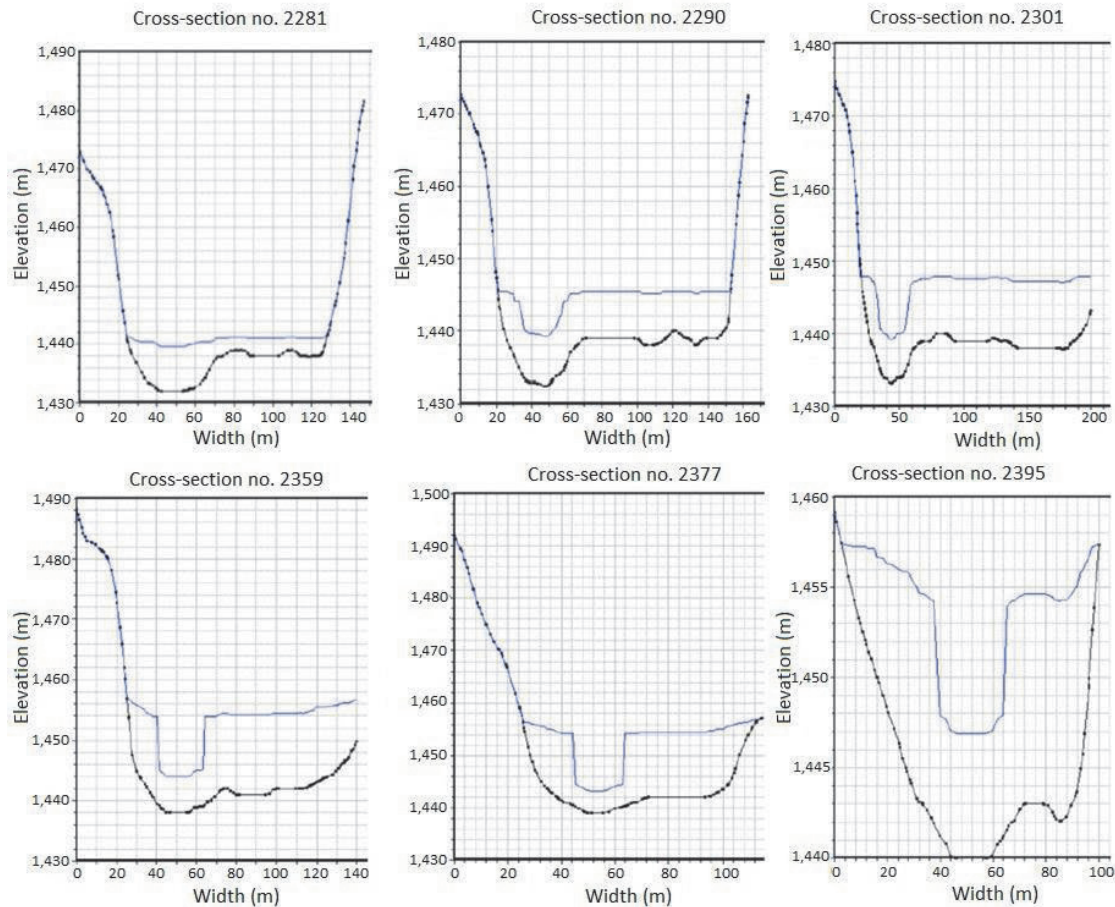 Cross-section no. 2281
1,490
1,480
1,470
1,460
1,450
1,440
1,430
Elevation (m)
0 20 40 60 80 100 120 140
Width (m)
Cross-section no. 2290
1,480
1,470
1,460
1,450
1,440
1,430
Elevation (m)
0 20 40 60 80 100 120 140 160
Width (m)
Cross-section no. 2301
1,480
1,470
1,460
1,450
1,440
1,430
Elevation (m)
0 50 100 150 200
Width (m)
Cross-section no. 2359
1,490
1,480
1,470
1,460
1,450
1,440
1,430
Elevation (m)
0 20 40 60 80 100 120 140
Width (m)
Cross-section no. 2377
1,500
1,490
1,480
1,470
1,460
1,450
1,440
1,430
Elevation (m)
0 20 40 60 80 100
Width (m)
Cross-section no. 2395
1,460
1,455
1,450
1,445
1,440
Elevation (m)
0 20 40 60 80 100
Width (m)